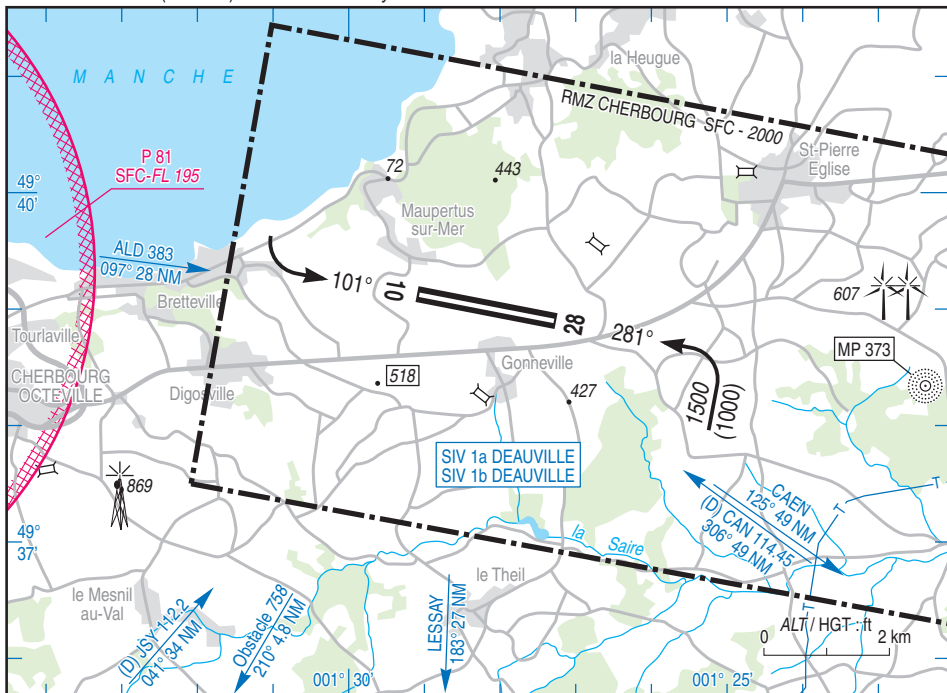 la Heugue
M A N C H E
RMZ CHERBOURG SFC - 2000
St-Pierre
Eglise
P 81
SFC-FL 195
72
443
49°
40'
Maupertus
sur-Mer
ALD 383
097° 28 NM
101°
10
28
281°
607
Bretteville
Tourlaville
MP 373
CHERBOURG
OCTEVILLE
Digosville
518
Gonneville
427
1500
(1000)
SIV 1a DEAUVILLE
SIV 1b DEAUVILLE
869
CAEN
125° 49 NM
(D) CAN 114.45
306° 49 NM
T
T
T
49°
37'
la Saire
le Mesnil
au-Val
le Theil
(D) JSY 112.2
041° 34 NM
Obstacle 758
210° 4.8 NM
LESSAY
183° 27 NM
ALT / HGT : ft
0 2 km
001° 30'
001° 25'